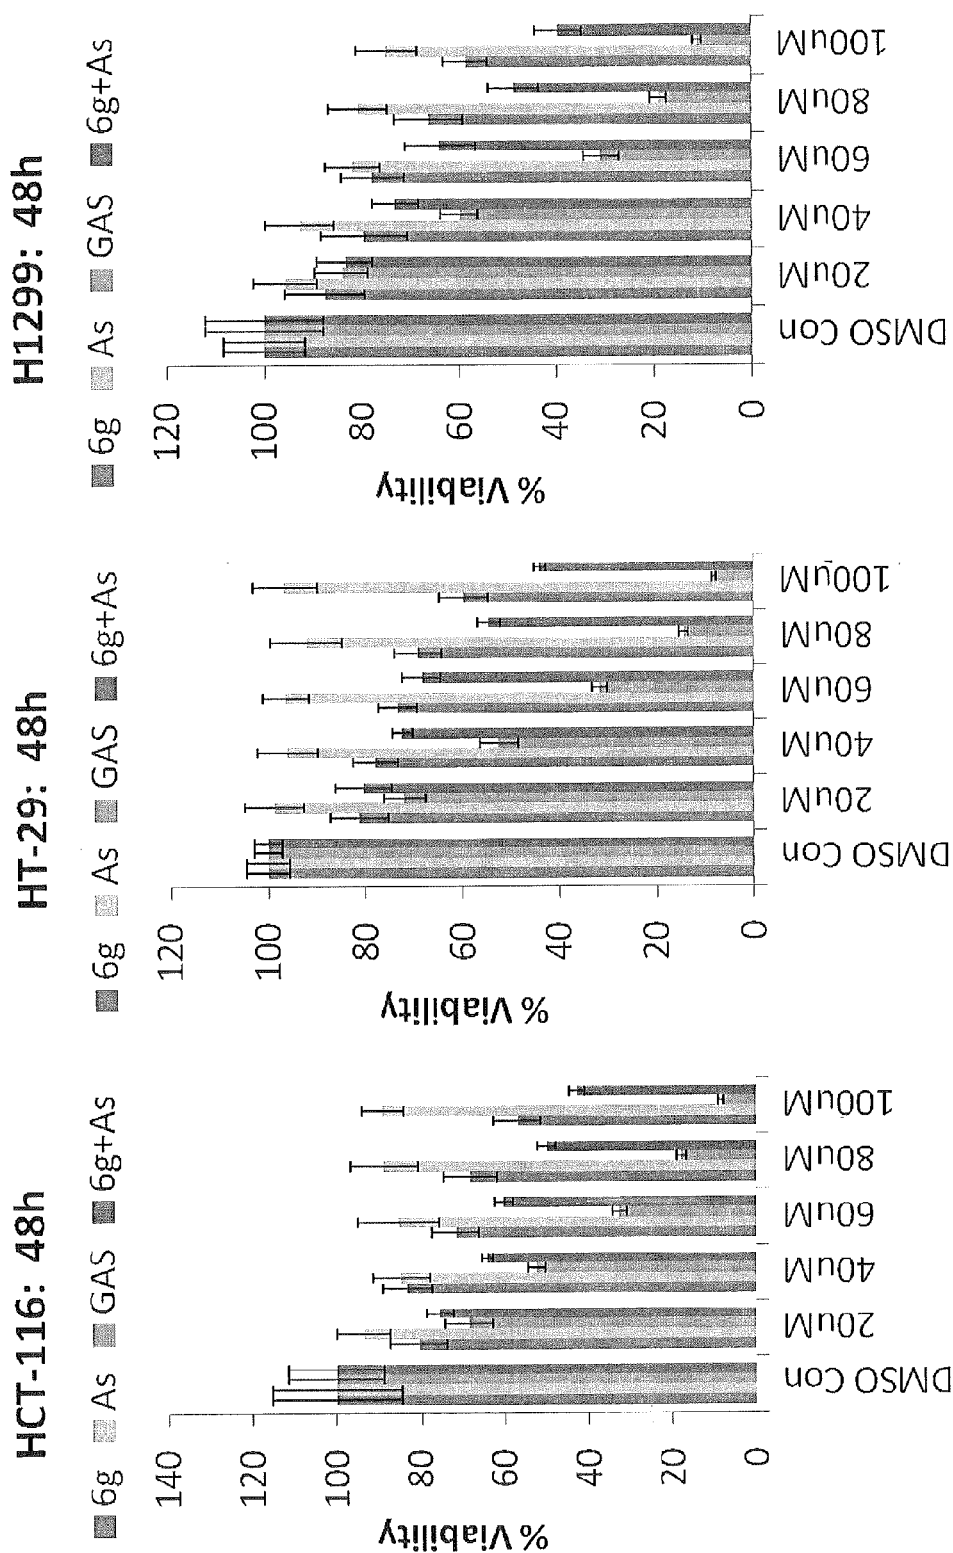 HCT-116: 48h
6g As GAS 6g+As
% Viability
140
120
100
80
60
40
20
0
DMSO Con
20uM
40uM
60uM
80uM
100uM
HT-29: 48h
6g As GAS 6g+As
% Viability
120
100
80
60
40
20
0
DMSO Con
20uM
40uM
60uM
80uM
100µM
H1299: 48h
6g As GAS 6g+As
% Viability
120
100
80
60
40
20
0
DMSO Con
20uM
40uM
60uM
80uM
100uM